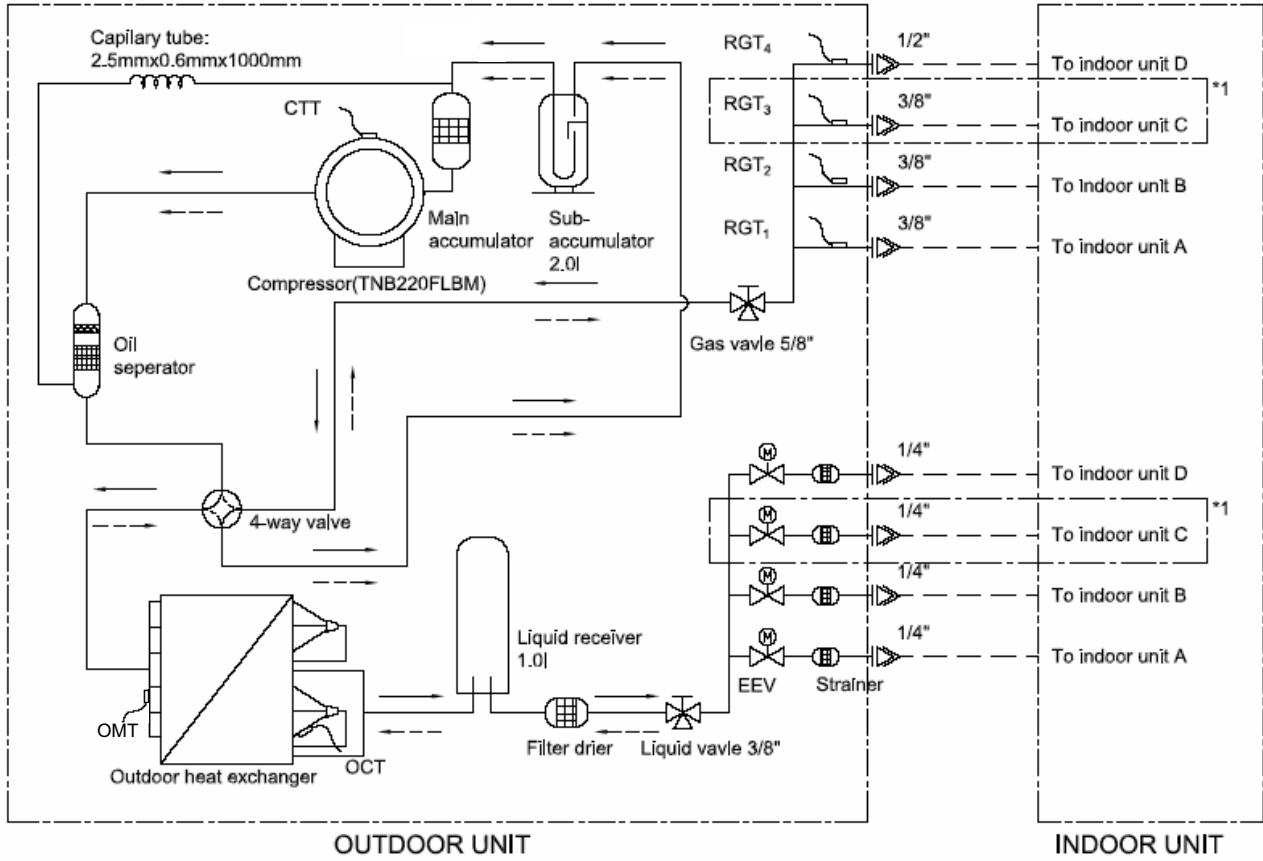 Capilary tube:
2.5mmx0.6mmx1000mm
CTT
Main
accumulator
Sub-
accumulator
2.0l
Compressor(TNB220FLBM)
RGT4
1/2"
To indoor unit D
*1
RGT3
3/8"
To indoor unit C
RGT2
3/8"
To indoor unit B
RGT1
3/8"
To indoor unit A
Gas vavle 5/8"
Oil
seperator
4-way valve
1/4"
To indoor unit D
M
*1
1/4"
To indoor unit C
M
1/4"
To indoor unit B
M
1/4"
To indoor unit A
M
EEV
Strainer
Liquid receiver
1.0l
Filter drier
Liquid vavle 3/8"
OMT
OCT
Outdoor heat exchanger
OUTDOOR UNIT
INDOOR UNIT